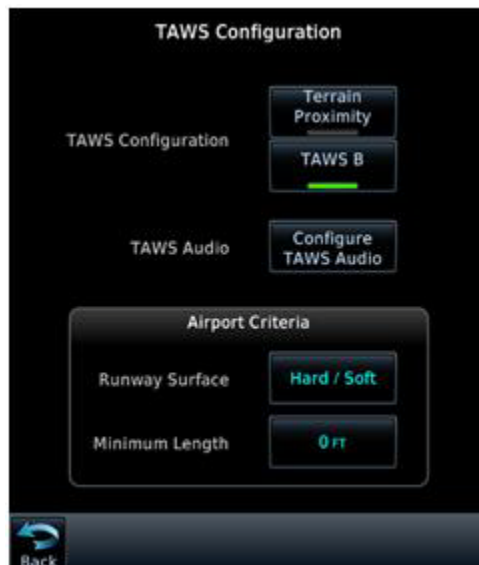 TAWS Configuration
Terrain
Proximity
TAWS Configuration
TAWS B
TAWS Audio
Configure
TAWS Audio
Airport Criteria
Runway Surface
Hard / Soft
Minimum Length
0 FT
Back